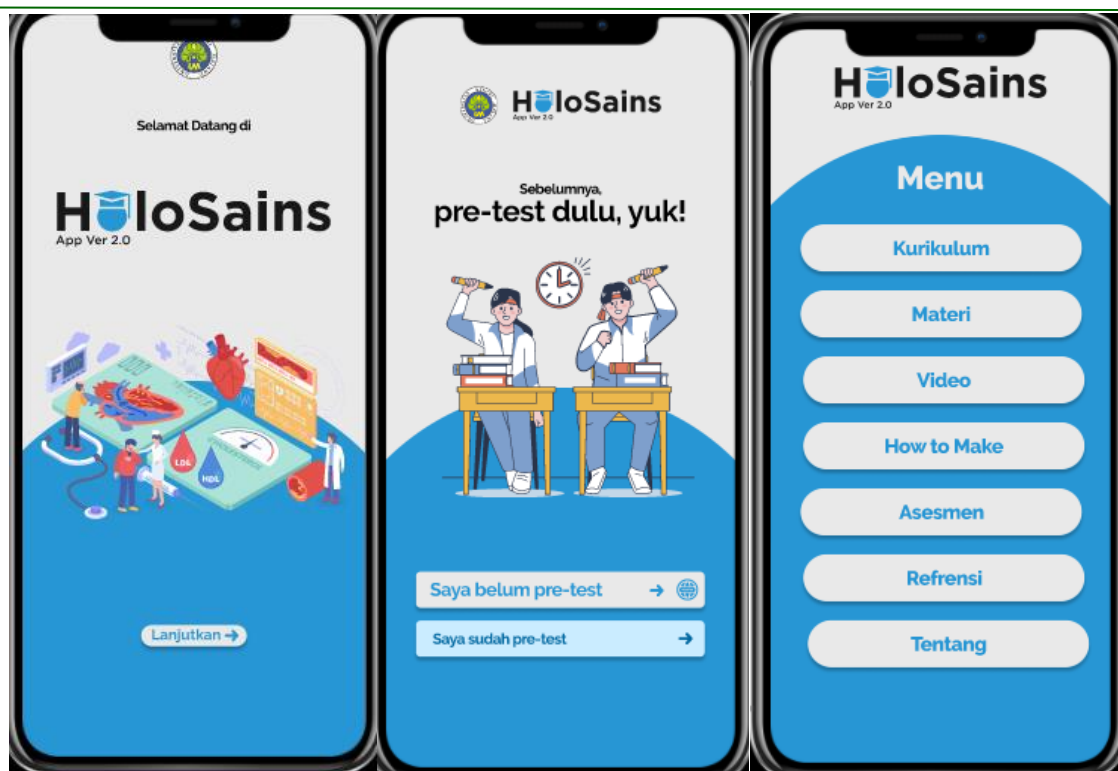 Selamat Datang di
HoloSains
App Ver 2.0
LDL
HDL
Lanjutkan →
HoloSains
App Ver 2.0
Sebelumnya,
pre-test dulu, yuk!
Saya belum pre-test →
Saya sudah pre-test →
HoloSains
App Ver 2.0
Menu
Kurikulum
Materi
Video
How to Make
Asesmen
Refrensi
Tentang